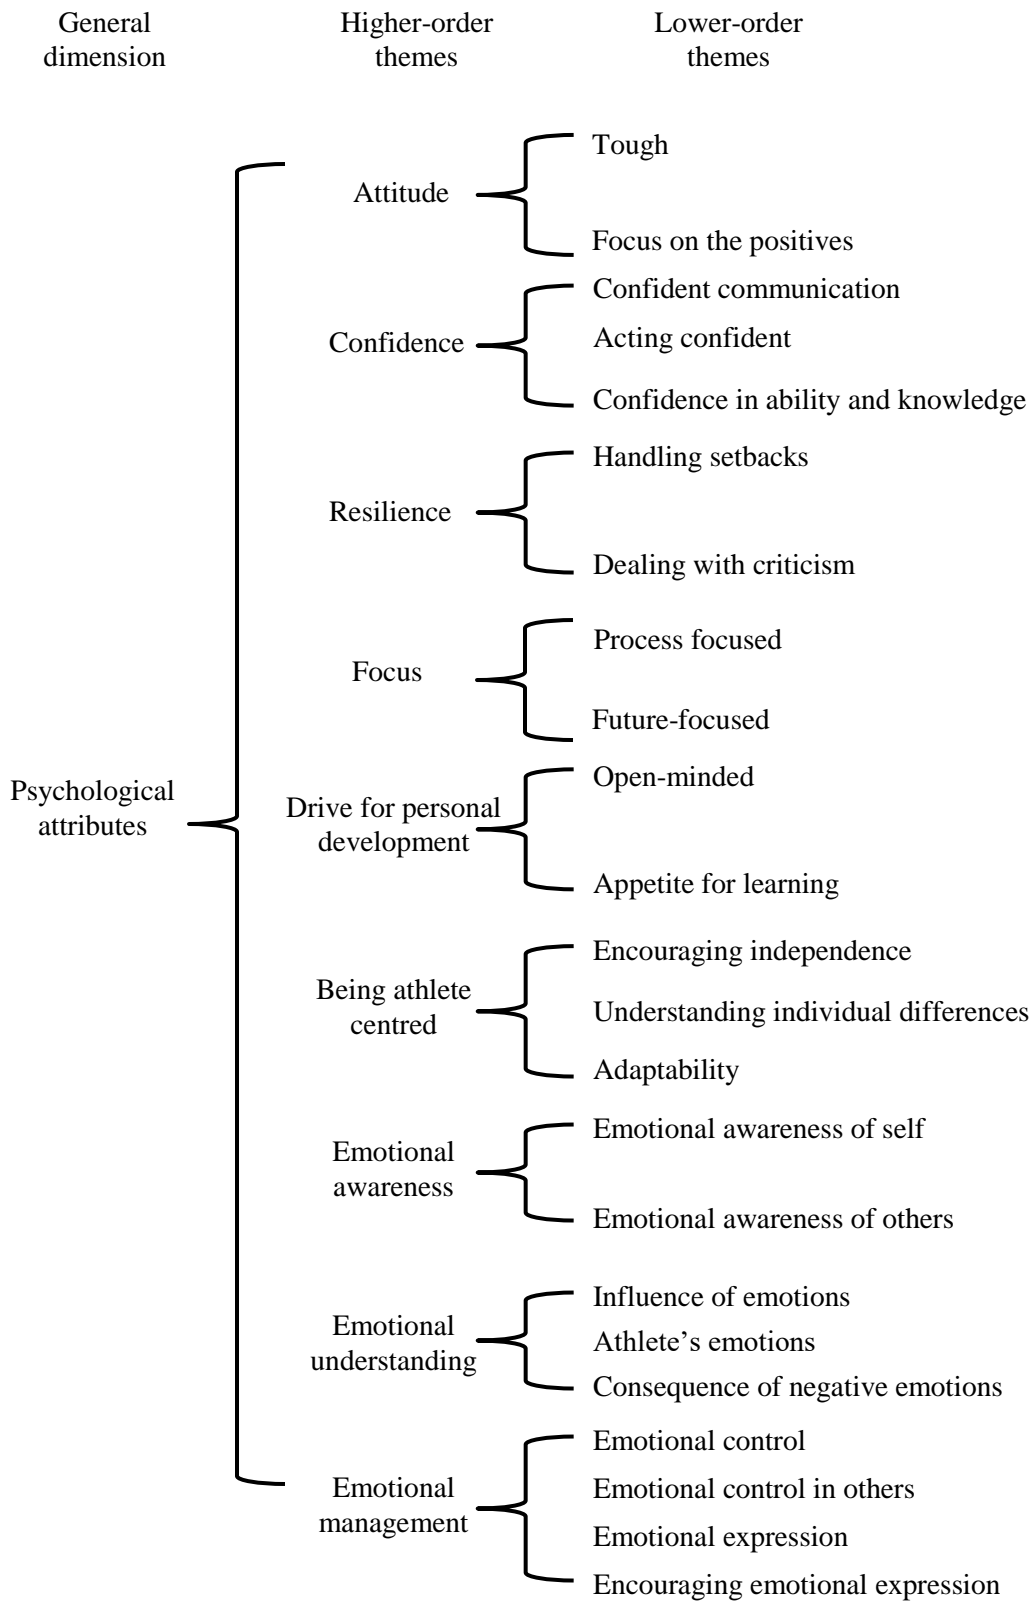 General
dimension
Higher-order
themes
Lower-order
themes
Psychological
attributes
Attitude
Tough
Focus on the positives
Confidence
Confident communication
Acting confident
Confidence in ability and knowledge
Resilience
Handling setbacks
Dealing with criticism
Focus
Process focused
Future-focused
Drive for personal
development
Open-minded
Appetite for learning
Being athlete
centred
Encouraging independence
Understanding individual differences
Adaptability
Emotional
awareness
Emotional awareness of self
Emotional awareness of others
Emotional
understanding
Influence of emotions
Athlete’s emotions
Consequence of negative emotions
Emotional
management
Emotional control
Emotional control in others
Emotional expression
Encouraging emotional expression